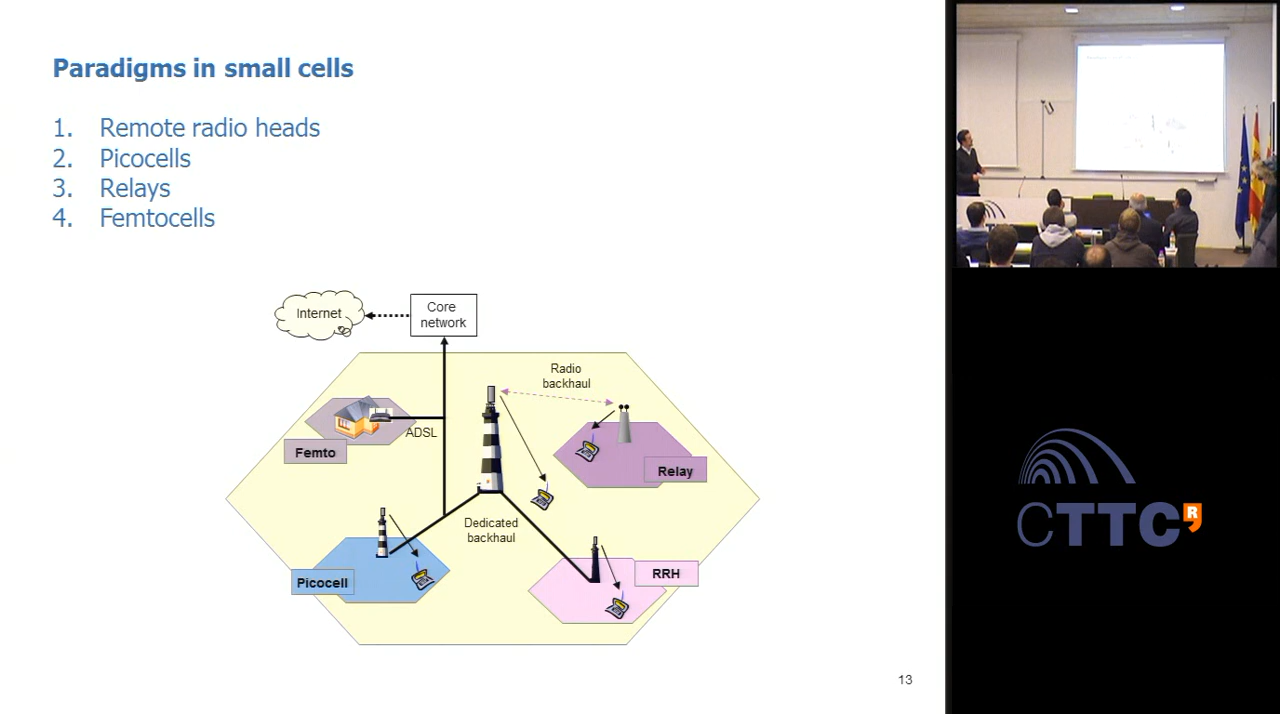 Paradigms in small cells
1. Remote radio heads
2. Picocells
3. Relays
4. Femtocells
Internet
Core
network
Radio
backhaul
ADSL
Femto
Relay
Dedicated
backhaul
Picocell
RRH
13
CTTC
R